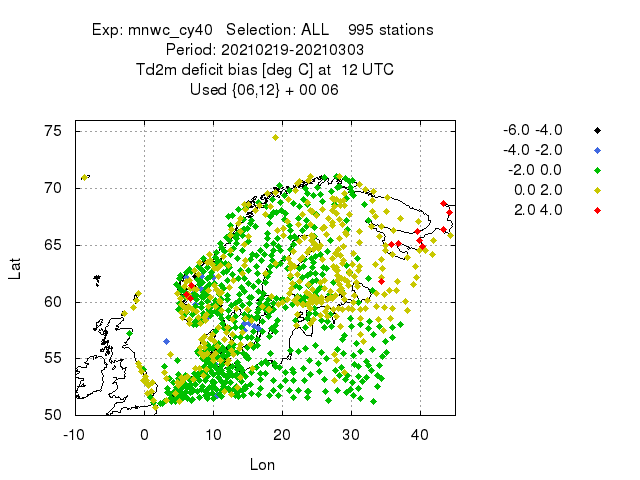 Exp: mnwc_cy40 Selection: ALL 995 stations
Period: 20210219-20210303
Td2m deficit bias [deg C] at 12 UTC
Used {06,12} + 00 06
-6.0 -4.0
-4.0 -2.0
-2.0 0.0
0.0 2.0
2.0 4.0
75
70
65
60
55
50
Lat
-10 0 10 20 30 40
Lon